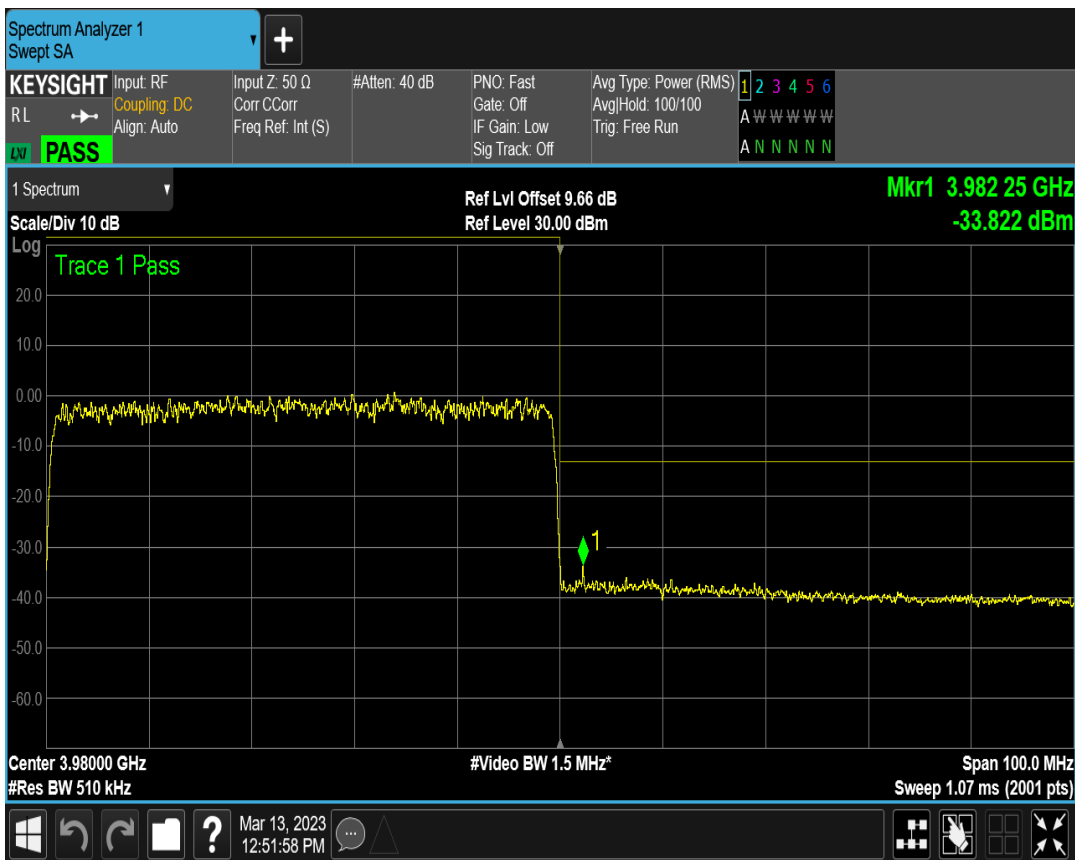 Spectrum Analyzer 1
Swept SA
+
KEYSIGHT
R L
LXI
PASS
Input: RF
Coupling: DC
Align: Auto
Input Z: 50 Ω
Corr CCorr
Freq Ref: Int (S)
#Atten: 40 dB
PNO: Fast
Gate: Off
IF Gain: Low
Sig Track: Off
Avg Type: Power (RMS)
Avg|Hold: 100/100
Trig: Free Run
1 2 3 4 5 6
A W W W W W
A N N N N N
1 Spectrum
Scale/Div 10 dB
Ref Lvl Offset 9.66 dB
Ref Level 30.00 dBm
Mkr1 3.982 25 GHz
-33.822 dBm
Log
Trace 1 Pass
20.0
10.0
0.00
-10.0
-20.0
-30.0
-40.0
-50.0
-60.0
1
Center 3.98000 GHz
#Res BW 510 kHz
#Video BW 1.5 MHz*
Span 100.0 MHz
Sweep 1.07 ms (2001 pts)
?
Mar 13, 2023
12:51:58 PM